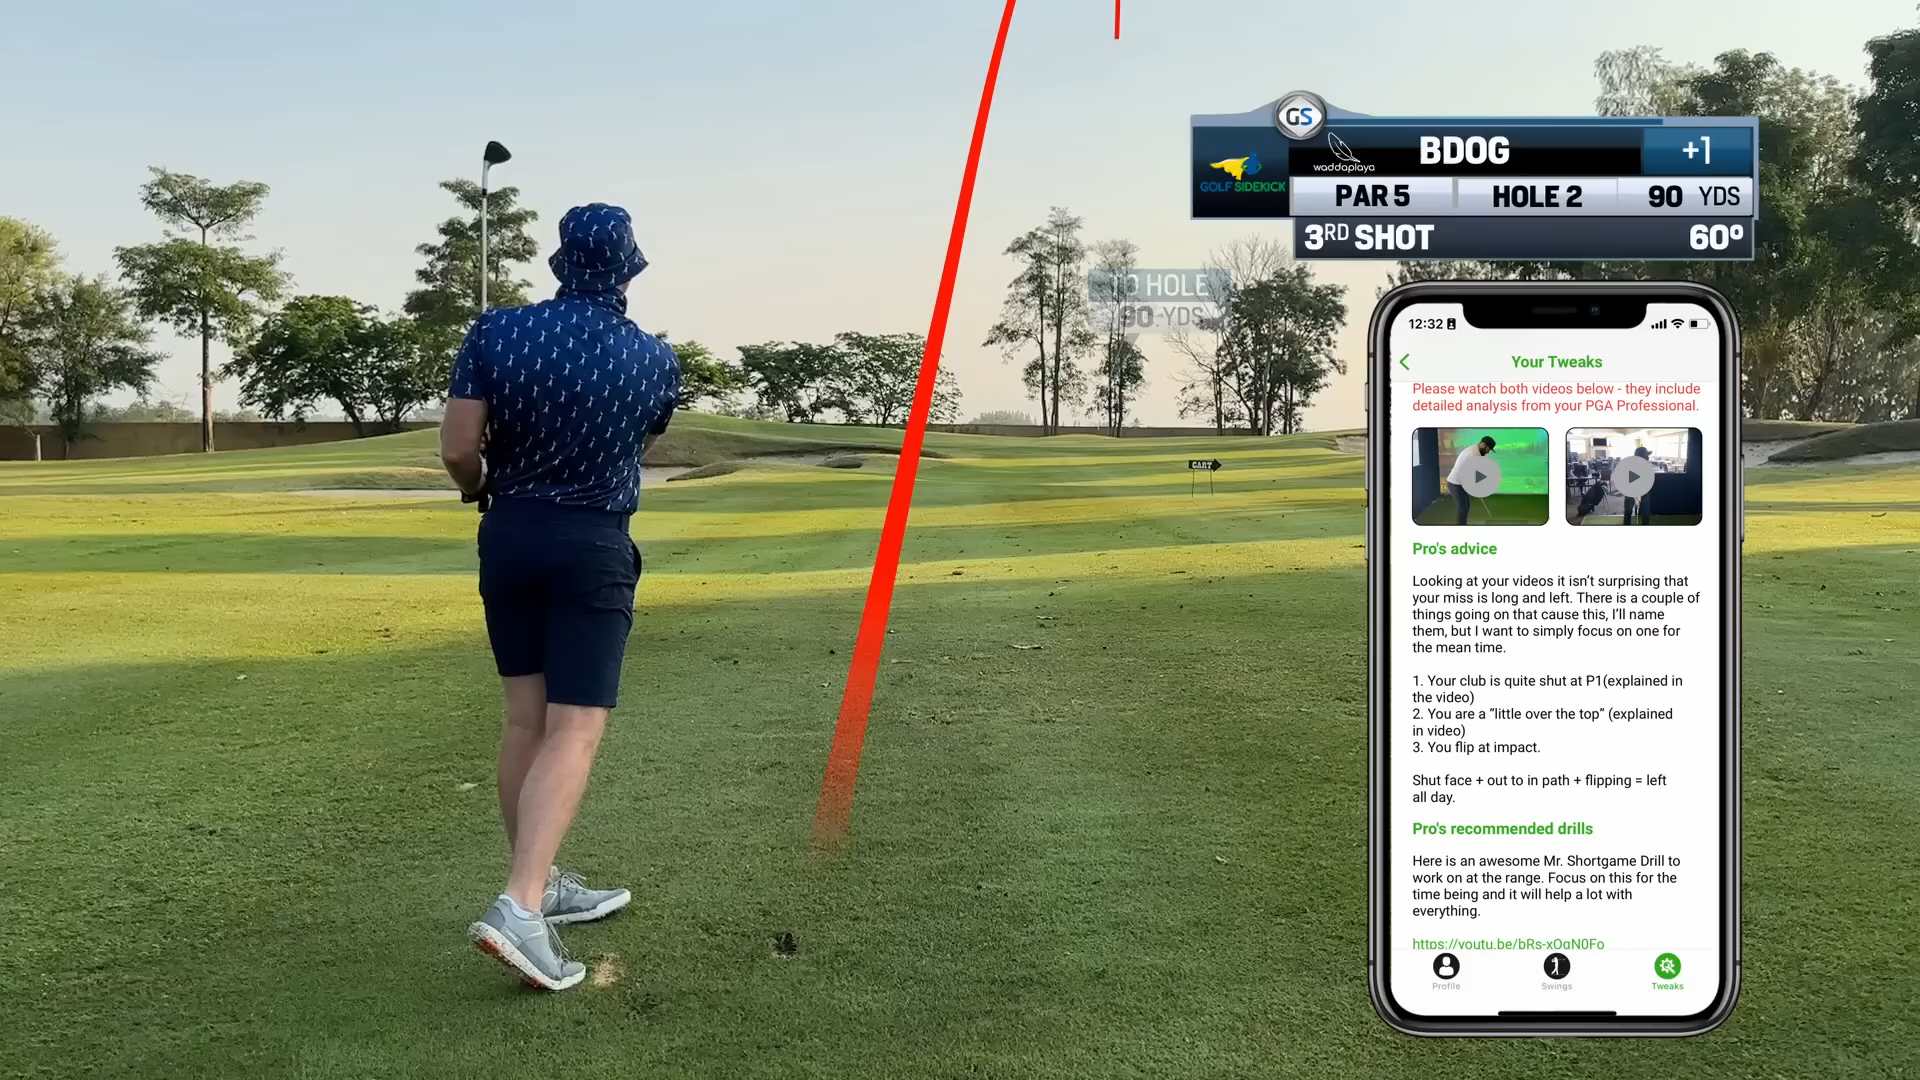 GS
GOLF SIDEKICK
waddaplaya
BDOG
+1
PAR 5
HOLE 2
90 YDS
3RD SHOT
60º
TO HOLE
90 YDS
CART
12:32
Your Tweaks
Please watch both videos below - they include
detailed analysis from your PGA Professional.
Pro's advice
Looking at your videos it isn’t surprising that
your miss is long and left. There is a couple of
things going on that cause this, I’ll name
them, but I want to simply focus on one for
the mean time.
1. Your club is quite shut at P1(explained in
the video)
2. You are a “little over the top” (explained
in video)
3. You flip at impact.
Shut face + out to in path + flipping = left
all day.
Pro's recommended drills
Here is an awesome Mr. Shortgame Drill to
work on at the range. Focus on this for the
time being and it will help a lot with
everything.
https://youtu.be/bRs-xOgN0Fo
Profile
Swings
Tweaks